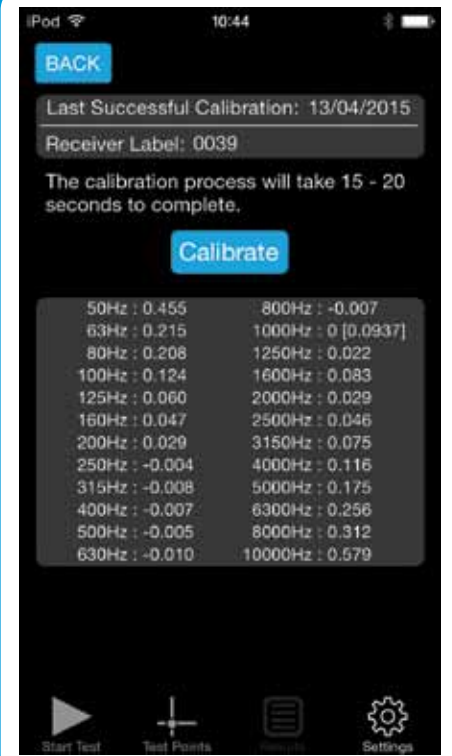 iPod 10:44
BACK
Last Successful Calibration: 13/04/2015
Receiver Label: 0039
The calibration process will take 15 - 20
seconds to complete.
Calibrate
50Hz : 0.455 800Hz : -0.007
63Hz : 0.215 1000Hz : 0 [0.0937]
80Hz : 0.208 1250Hz : 0.022
100Hz : 0.124 1600Hz : 0.083
125Hz : 0.060 2000Hz : 0.029
160Hz : 0.047 2500Hz : 0.046
200Hz : 0.029 3150Hz : 0.075
250Hz : -0.004 4000Hz : 0.116
315Hz : -0.008 5000Hz : 0.175
400Hz : -0.007 6300Hz : 0.256
500Hz : -0.005 8000Hz : 0.312
630Hz : -0.010 10000Hz : 0.579
Start Test Test Points Results Settings